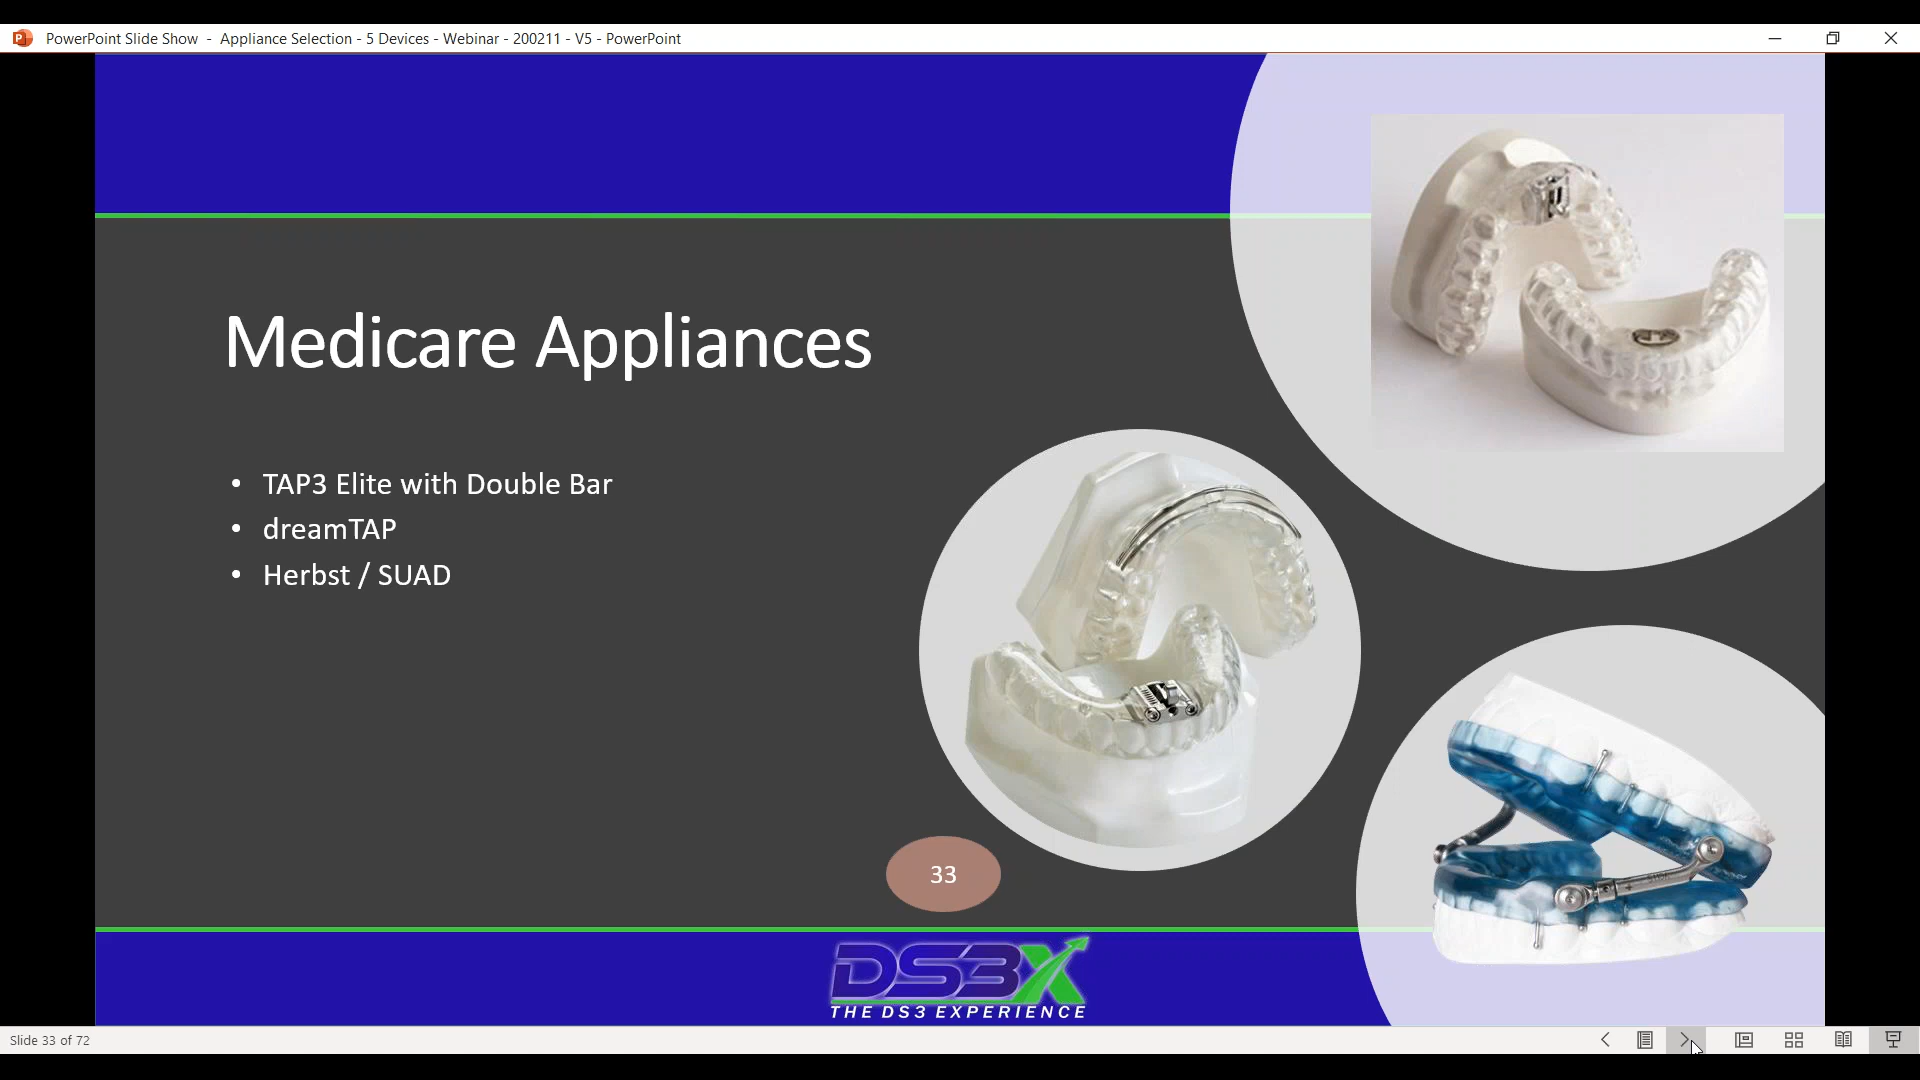 PowerPoint Slide Show - Appliance Selection - 5 Devices - Webinar - 200211 - V5 - PowerPoint
Medicare Appliances
• TAP3 Elite with Double Bar
• dreamTAP
• Herbst / SUAD
33
DS3X
THE DS3 EXPERIENCE
Slide 33 of 72